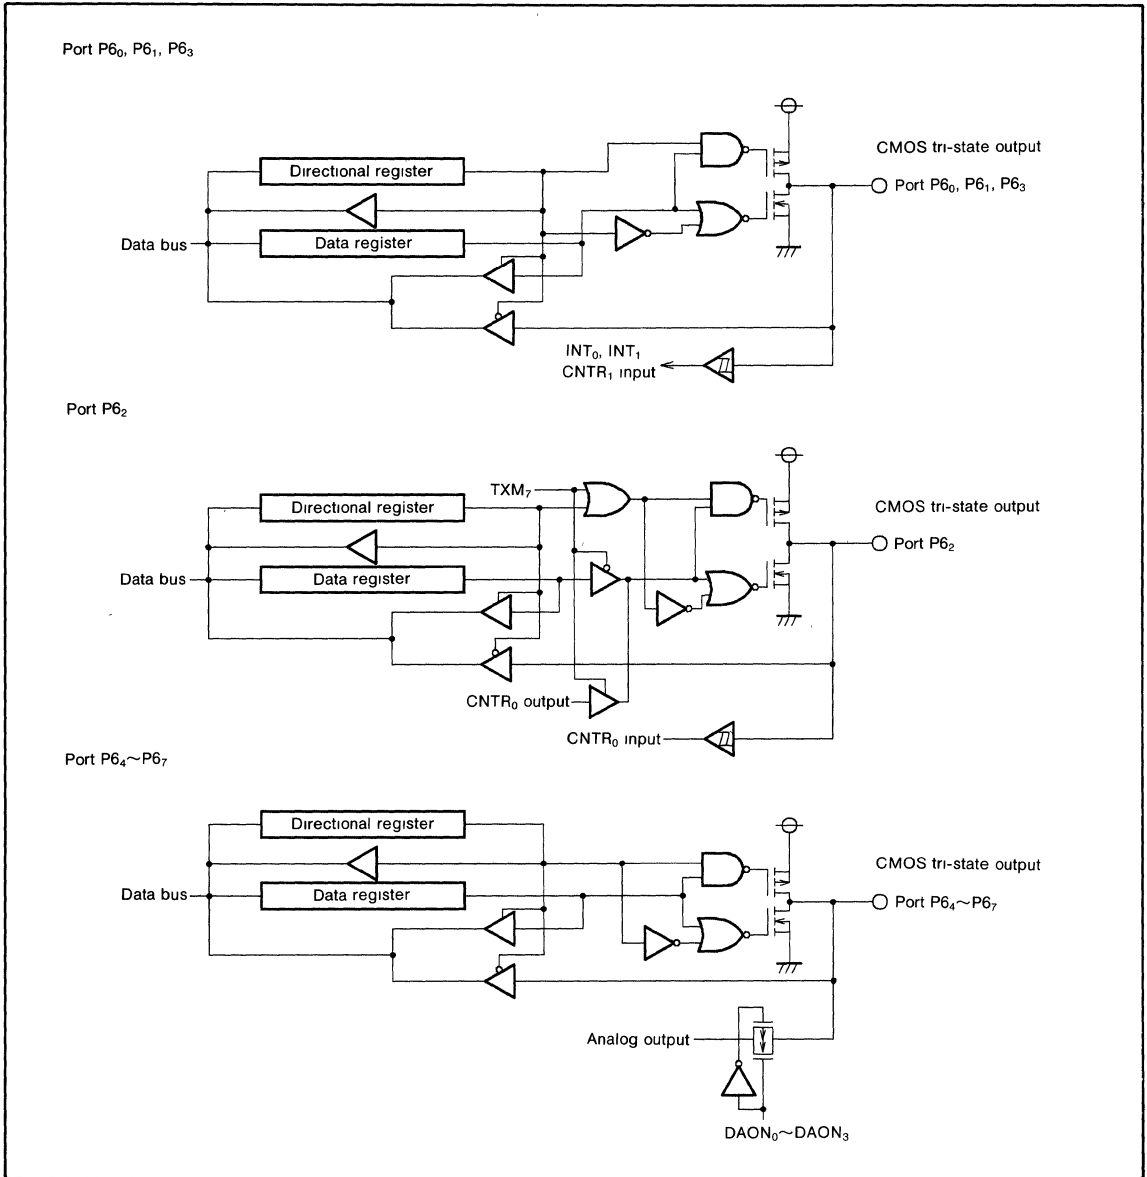 Port P6₀, P6₁, P6₃
Directional register
CMOS tri-state output
Port P6₀, P6₁, P6₃
Data bus
Data register
INT₀, INT₁
CNTR₁ input
Port P6₂
TXM₇
Directional register
CMOS tri-state output
Port P6₂
Data bus
Data register
CNTR₀ output
CNTR₀ input
Port P6₄~P6₇
Directional register
CMOS tri-state output
Data bus
Data register
Port P6₄~P6₇
Analog output
DAON₀~DAON₃